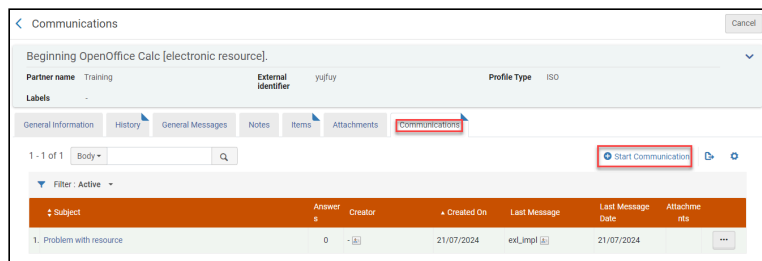 Communications
Cancel
Beginning OpenOffice Calc [electronic resource].
Partner name Training External identifier yujfuy Profile Type ISO
Labels -
General Information History General Messages Notes Items Attachments Communications
1 - 1 of 1 Body Start Communication
Filter : Active
Subject Answers Creator Created On Last Message Last Message Date Attachments
1. Problem with resource 0 - 21/07/2024 exl_impl 21/07/2024